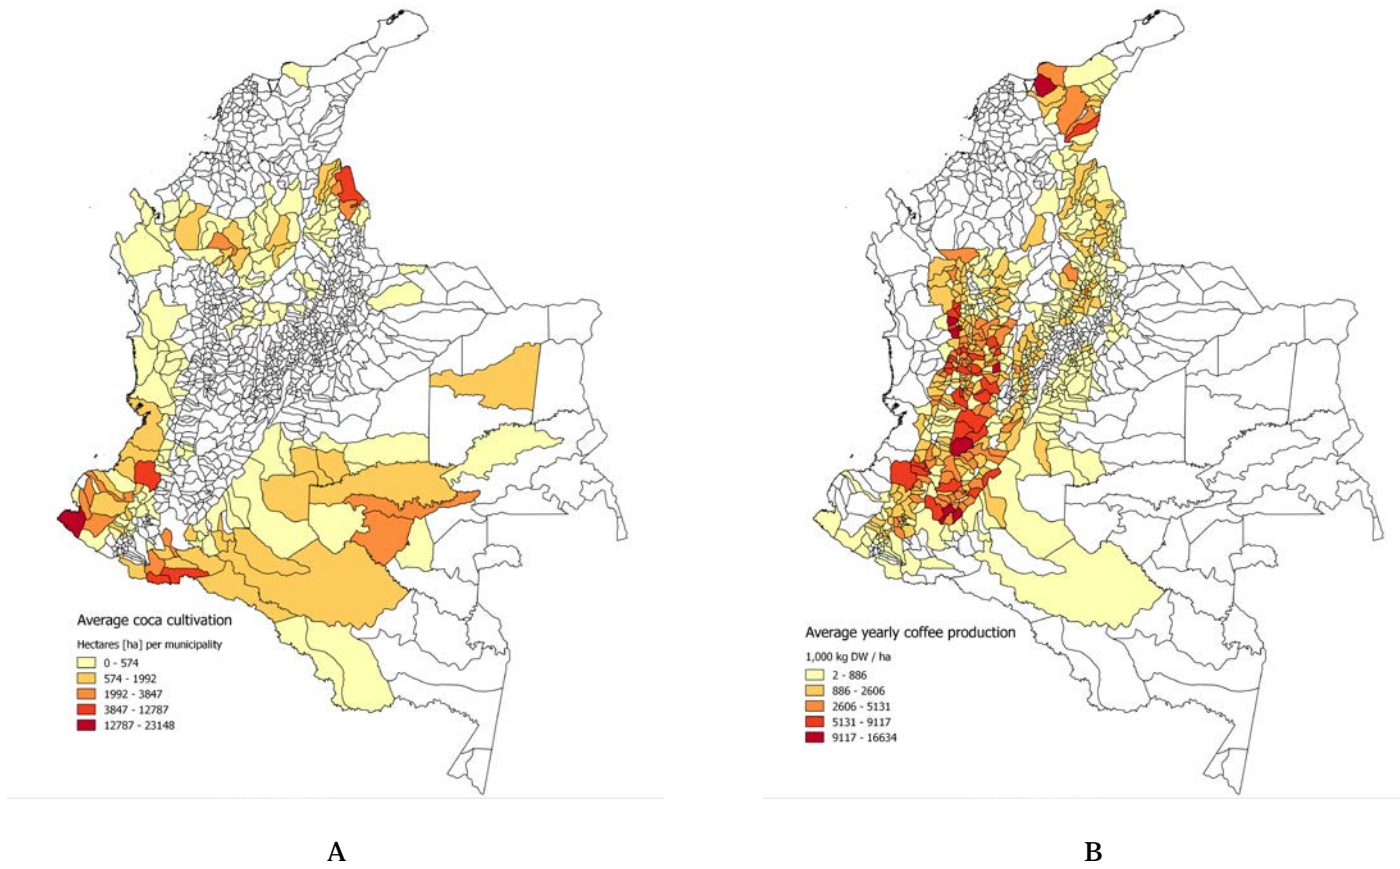 Average coca cultivation
Hectares [ha] per municipality
0 - 574
574 - 1992
1992 - 3847
3847 - 12787
12787 - 23148
A
Average yearly coffee production
1,000 kg DW / ha
2 - 886
886 - 2606
2606 - 5131
5131 - 9117
9117 - 16634
B